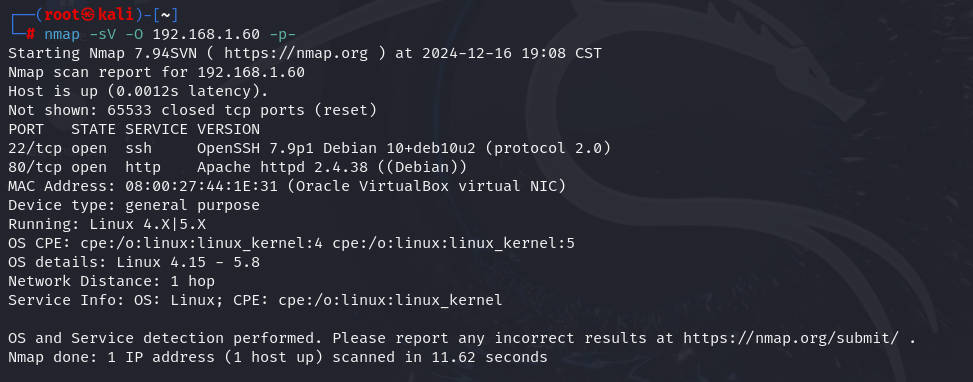 ┌──(root㉿kali)-[~]
└─# nmap -sV -O 192.168.1.60 -p-
Starting Nmap 7.94SVN ( https://nmap.org ) at 2024-12-16 19:08 CST
Nmap scan report for 192.168.1.60
Host is up (0.0012s latency).
Not shown: 65533 closed tcp ports (reset)
PORT   STATE SERVICE VERSION
22/tcp open  ssh     OpenSSH 7.9p1 Debian 10+deb10u2 (protocol 2.0)
80/tcp open  http    Apache httpd 2.4.38 ((Debian))
MAC Address: 08:00:27:44:1E:31 (Oracle VirtualBox virtual NIC)
Device type: general purpose
Running: Linux 4.X|5.X
OS CPE: cpe:/o:linux:linux_kernel:4 cpe:/o:linux:linux_kernel:5
OS details: Linux 4.15 - 5.8
Network Distance: 1 hop
Service Info: OS: Linux; CPE: cpe:/o:linux:linux_kernel

OS and Service detection performed. Please report any incorrect results at https://nmap.org/submit/ .
Nmap done: 1 IP address (1 host up) scanned in 11.62 seconds